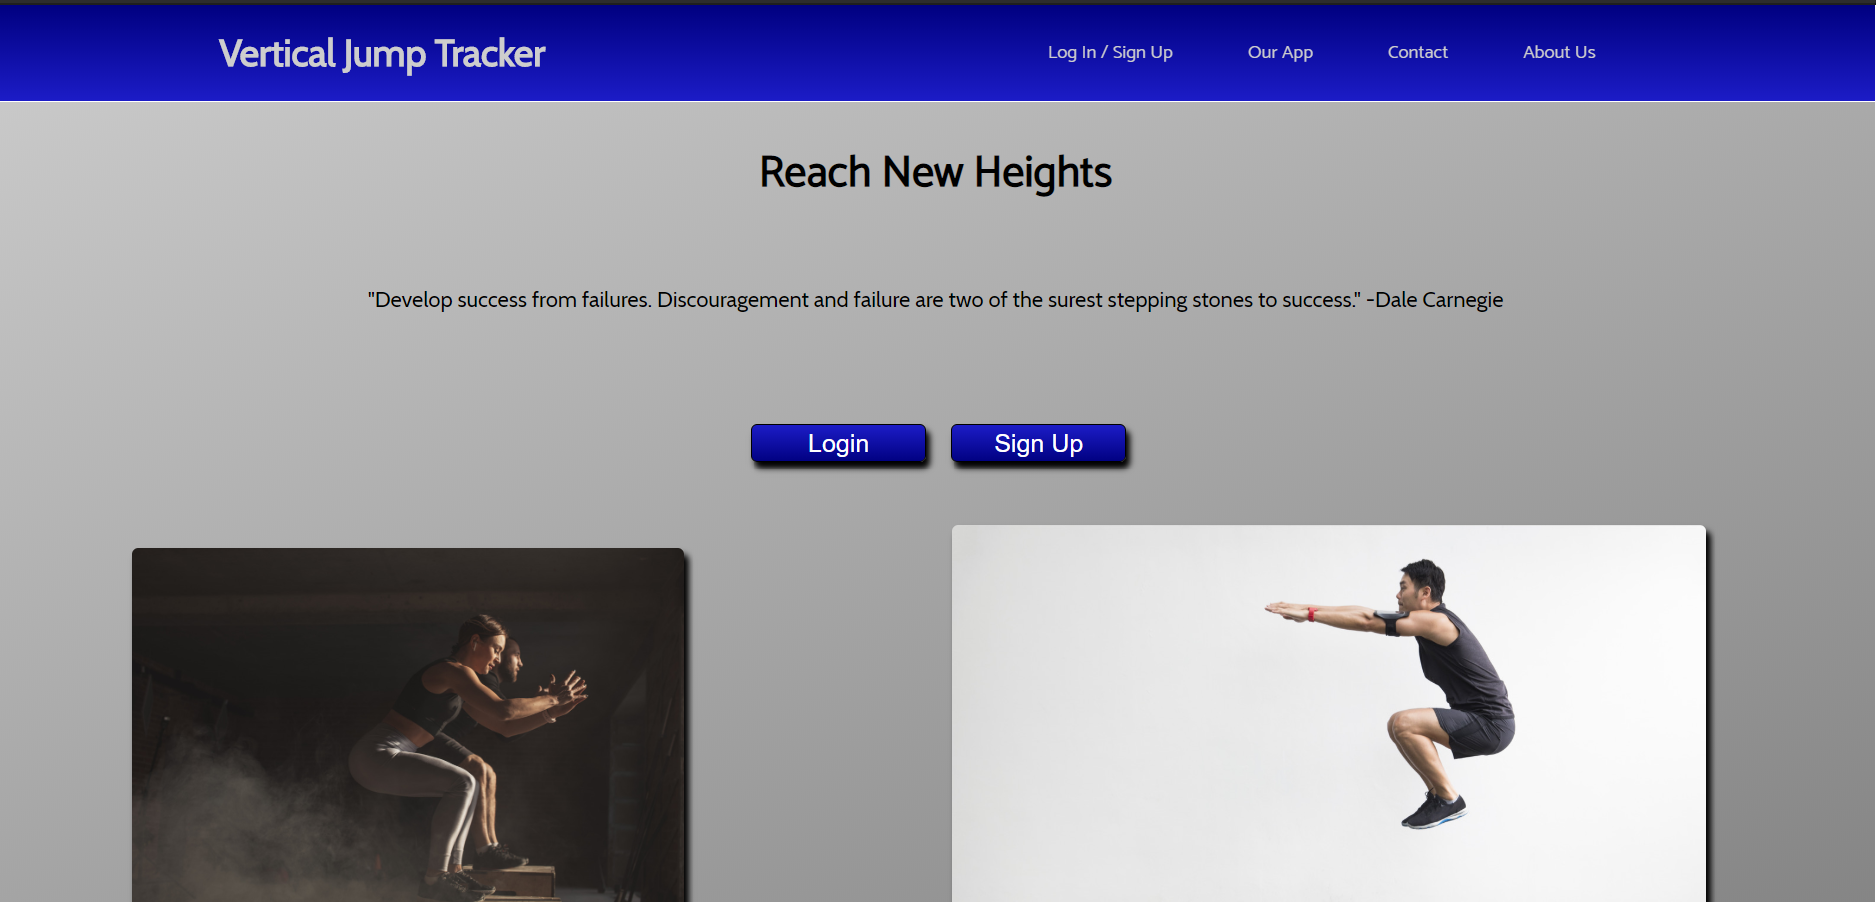 Vertical Jump Tracker
Log In / Sign Up
Our App
Contact
About Us
Reach New Heights
"Develop success from failures. Discouragement and failure are two of the surest stepping stones to success." -Dale Carnegie
Login
Sign Up